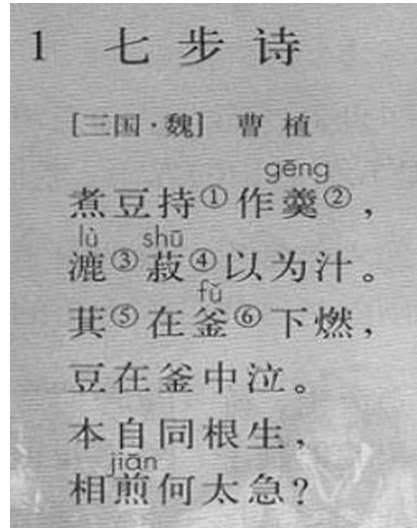 1 七步诗
[三国·魏] 曹植
gēng
煮豆持①作羹②，
lù shū
漉③菽④以为汁。
fǔ
萁⑤在釜⑥下燃，
豆在釜中泣。
本自同根生，
jiān
相煎何太急？